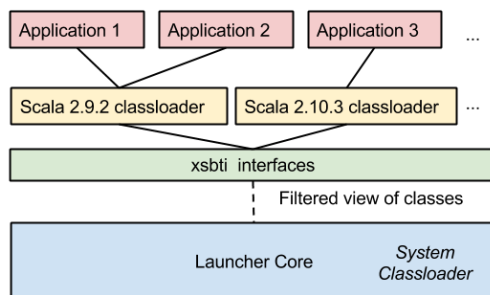 Application 1
Application 2
Application 3
...
Scala 2.9.2 classloader
Scala 2.10.3 classloader
...
xsbti interfaces
Filtered view of classes
Launcher Core
System
Classloader